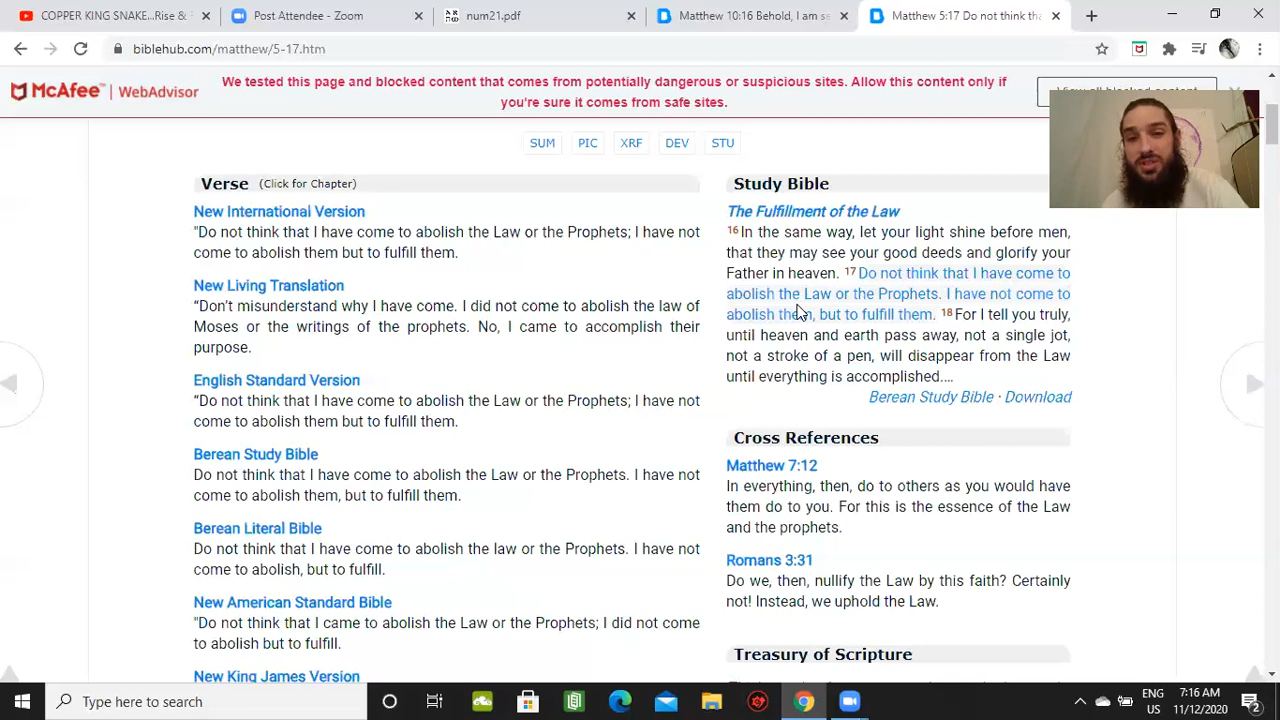 COPPER KING SNAKE...Rise &
Post Attendee - Zoom
num21.pdf
Matthew 10:16 Behold, I am se
Matthew 5:17 Do not think tha
biblehub.com/matthew/5-17.htm
McAfee | WebAdvisor
We tested this page and blocked content that comes from potentially dangerous or suspicious sites. Allow this content only if
you're sure it comes from safe sites.
View all blocked content
SUM
PIC
XRF
DEV
STU
Verse (Click for Chapter)
New International Version
"Do not think that I have come to abolish the Law or the Prophets; I have not
come to abolish them but to fulfill them.
New Living Translation
“Don’t misunderstand why I have come. I did not come to abolish the law of
Moses or the writings of the prophets. No, I came to accomplish their
purpose.
English Standard Version
“Do not think that I have come to abolish the Law or the Prophets; I have not
come to abolish them but to fulfill them.
Berean Study Bible
Do not think that I have come to abolish the Law or the Prophets. I have not
come to abolish them, but to fulfill them.
Berean Literal Bible
Do not think that I have come to abolish the law or the Prophets. I have not
come to abolish, but to fulfill.
New American Standard Bible
"Do not think that I came to abolish the Law or the Prophets; I did not come
to abolish but to fulfill.
New King James Version
Study Bible
The Fulfillment of the Law
16 In the same way, let your light shine before men,
that they may see your good deeds and glorify your
Father in heaven. 17 Do not think that I have come to
abolish the Law or the Prophets. I have not come to
abolish them, but to fulfill them. 18 For I tell you truly,
until heaven and earth pass away, not a single jot,
not a stroke of a pen, will disappear from the Law
until everything is accomplished....
Berean Study Bible · Download
Cross References
Matthew 7:12
In everything, then, do to others as you would have
them do to you. For this is the essence of the Law
and the prophets.
Romans 3:31
Do we, then, nullify the Law by this faith? Certainly
not! Instead, we uphold the Law.
Treasury of Scripture
Type here to search
ENG
US
7:16 AM
11/12/2020
2